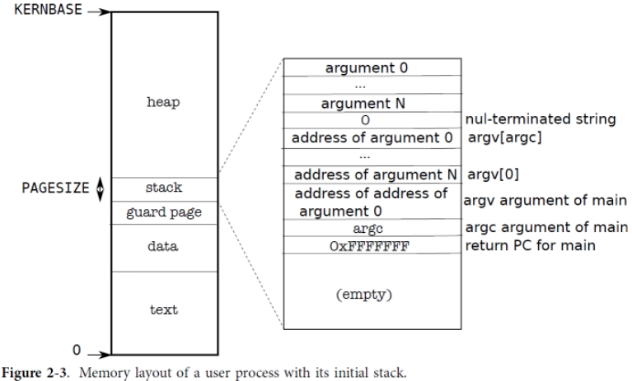 KERNBASE
heap
PAGESIZE
stack
guard page
data
text
0
argument 0
...
argument N
0
nul-terminated string
address of argument 0
argv[argc]
...
address of argument N
argv[0]
address of address of
argument 0
argv argument of main
argc
argc argument of main
0xFFFFFFF
return PC for main
(empty)
Figure 2-3. Memory layout of a user process with its initial stack.